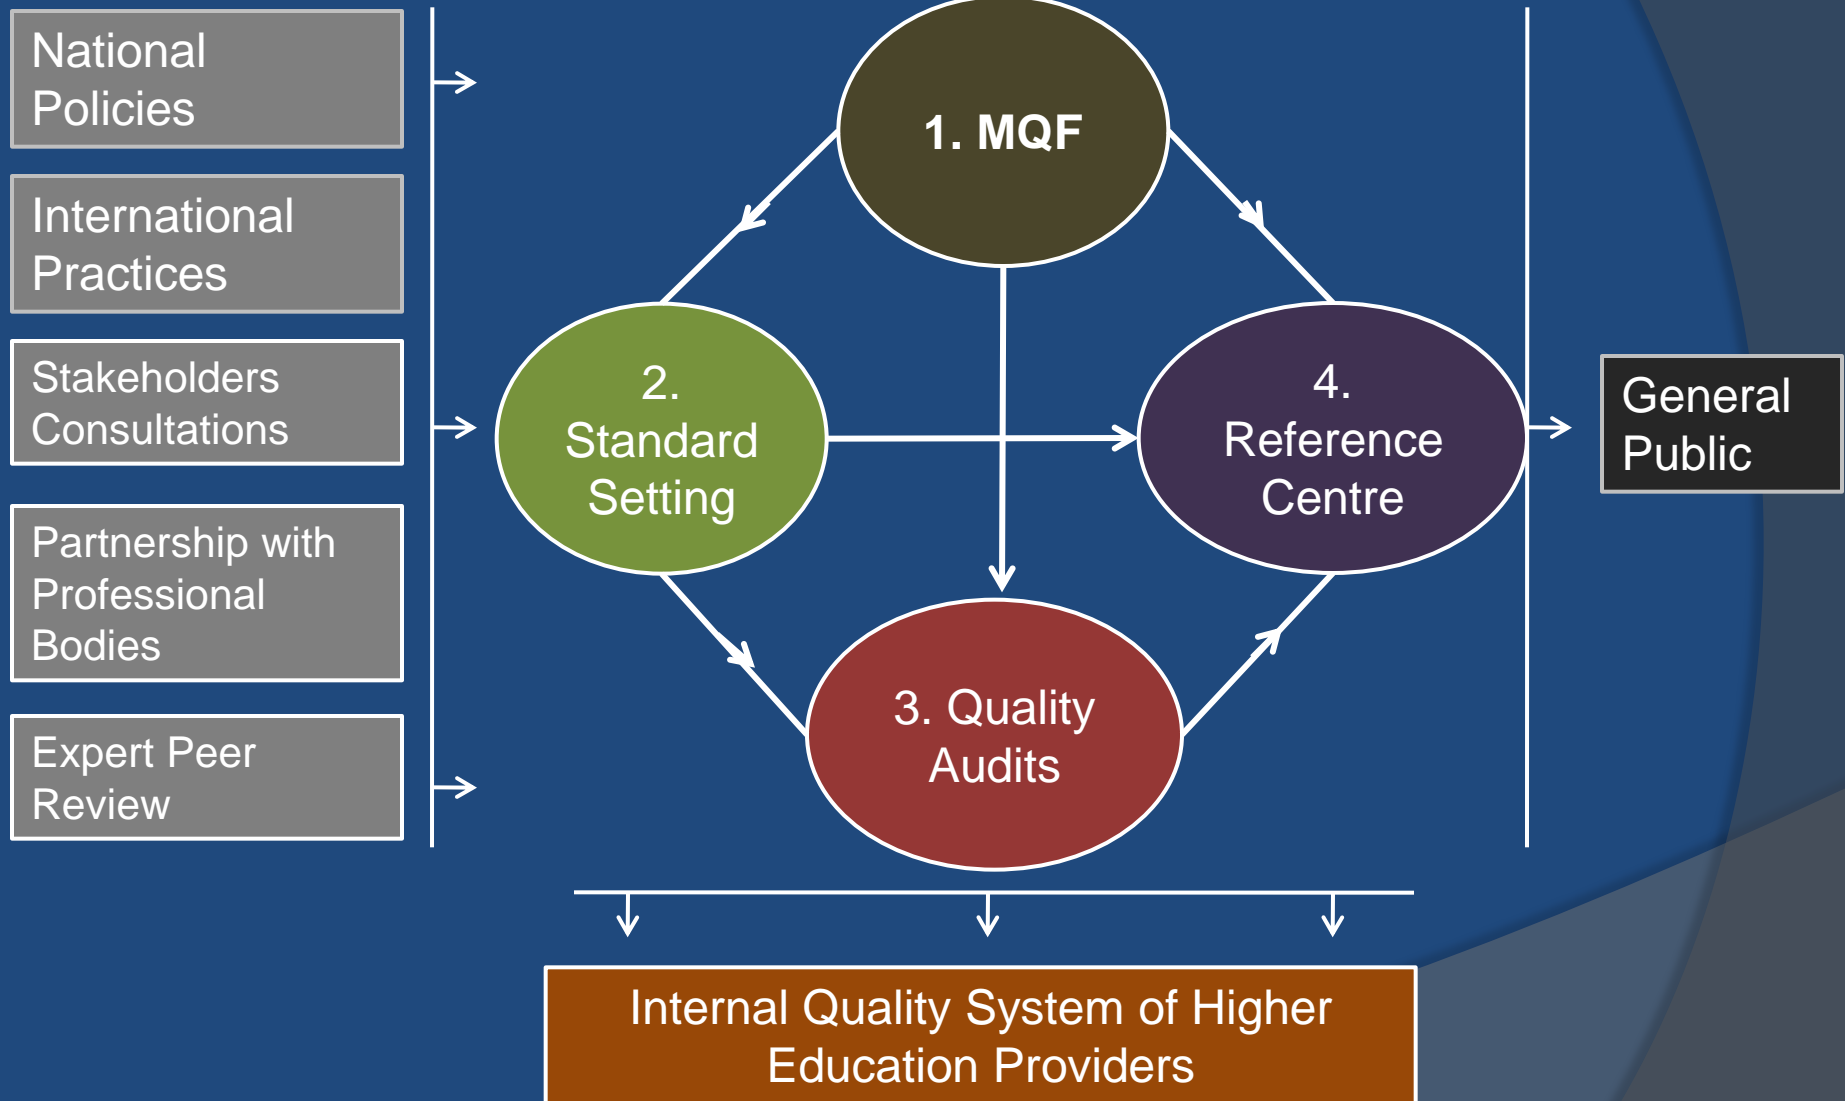 National
Policies
International
Practices
Stakeholders
Consultations
Partnership with
Professional
Bodies
Expert Peer
Review
1. MQF
2.
Standard
Setting
4.
Reference
Centre
3. Quality
Audits
General
Public
Internal Quality System of Higher
Education Providers